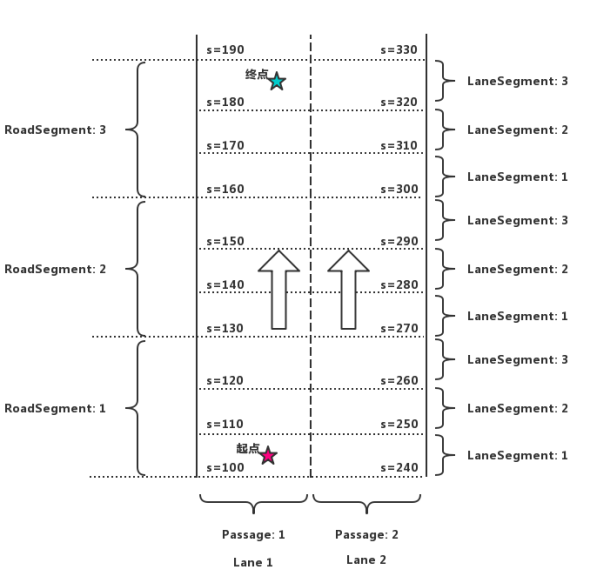 s=190 s=330
终点 LaneSegment: 3
s=180 s=320
RoadSegment: 3 LaneSegment: 2
s=170 s=310
LaneSegment: 1
s=160 s=300
LaneSegment: 3
s=150 s=290
RoadSegment: 2 LaneSegment: 2
s=140 s=280
LaneSegment: 1
s=130 s=270
LaneSegment: 3
s=120 s=260
RoadSegment: 1 LaneSegment: 2
s=110 s=250
起点 LaneSegment: 1
s=100 s=240
Passage: 1 Passage: 2
Lane 1 Lane 2